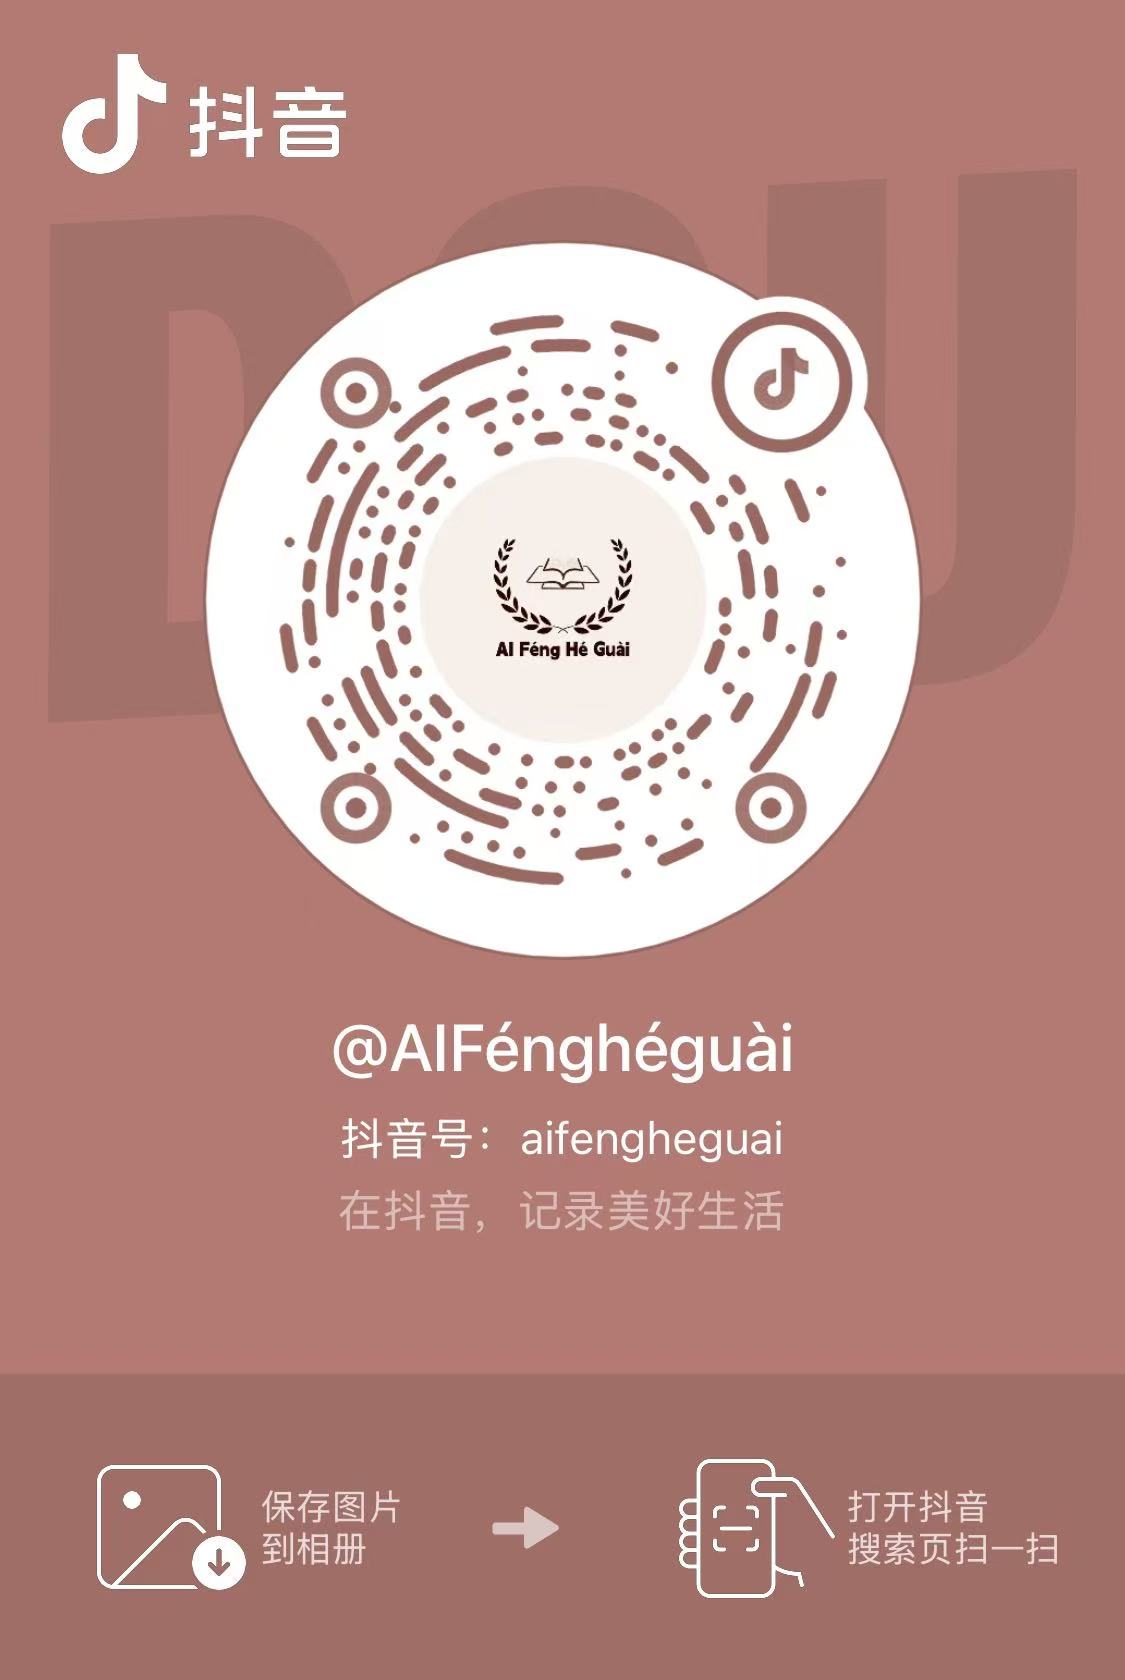 抖音
DOU
AI Féng Hé Guài
@AIFénghéguài
抖音号：aifengheguai
在抖音，记录美好生活
保存图片
到相册
打开抖音
搜索页扫一扫